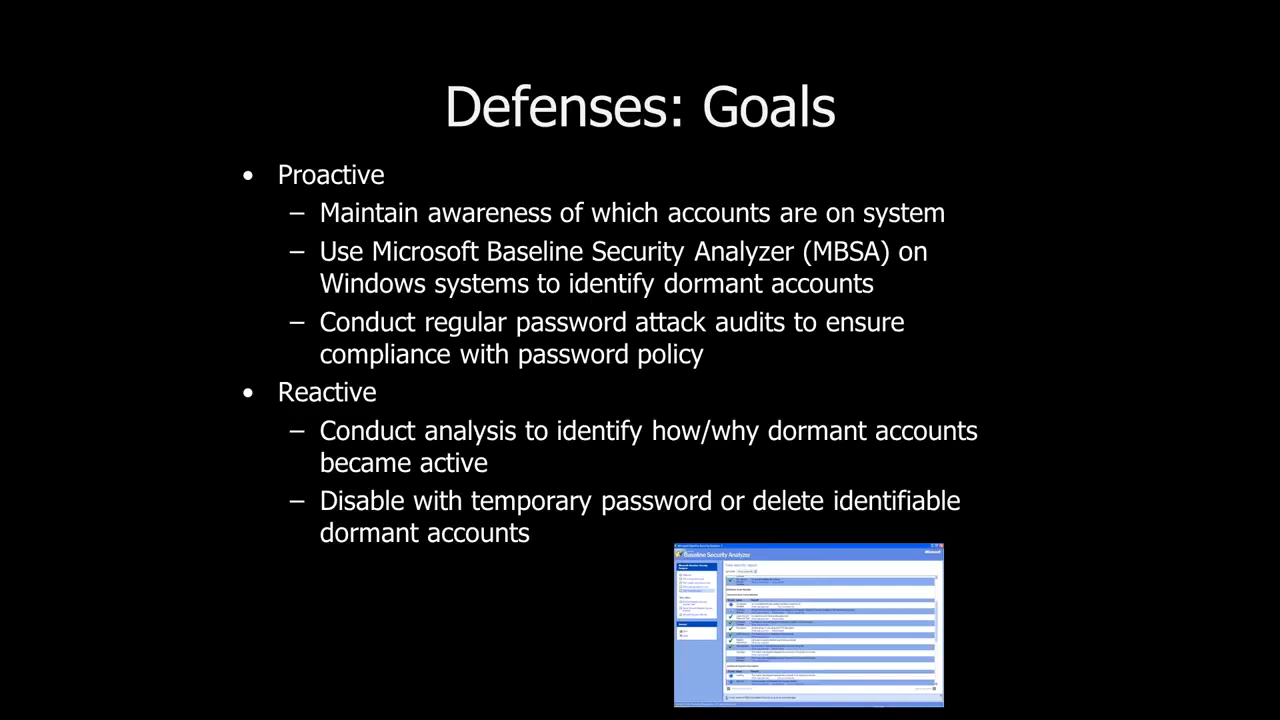 Defenses: Goals
• Proactive
– Maintain awareness of which accounts are on system
– Use Microsoft Baseline Security Analyzer (MBSA) on
Windows systems to identify dormant accounts
– Conduct regular password attack audits to ensure
compliance with password policy
• Reactive
– Conduct analysis to identify how/why dormant accounts
became active
– Disable with temporary password or delete identifiable
dormant accounts
Baseline Security Analyzer